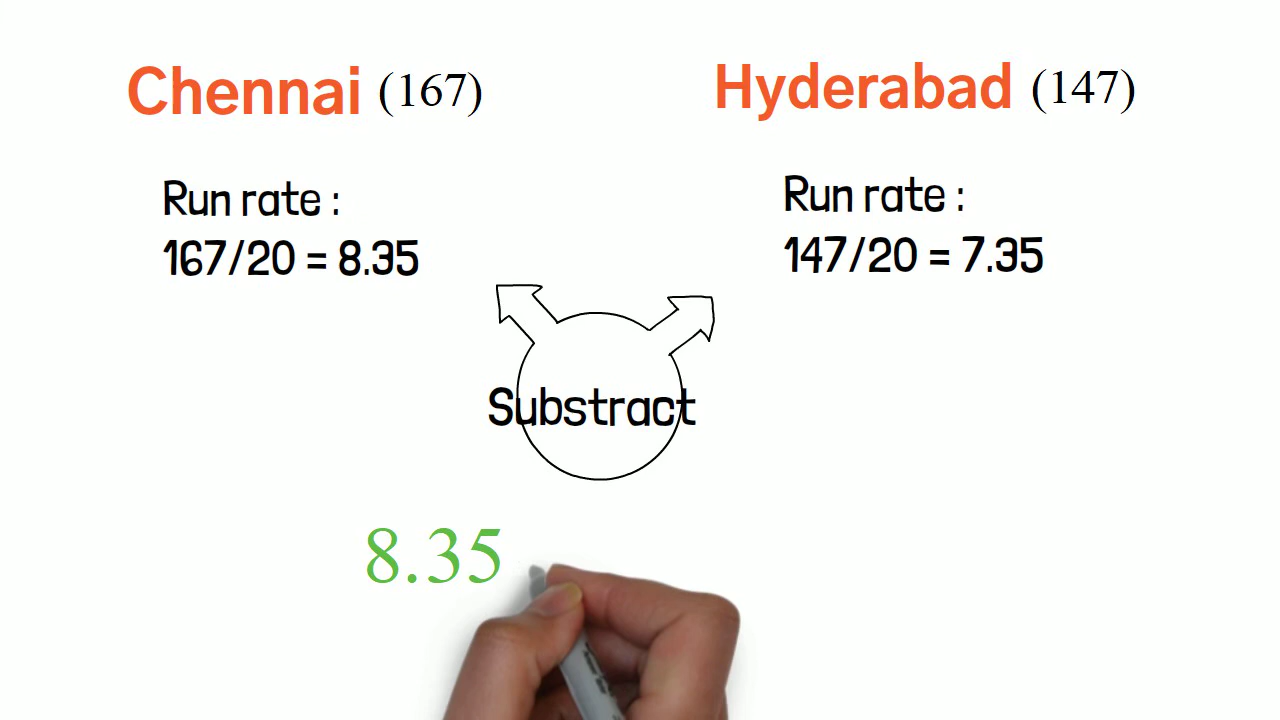 Chennai (167)
Hyderabad (147)
Run rate :
167/20 = 8.35
Run rate :
147/20 = 7.35
Substract
8.35